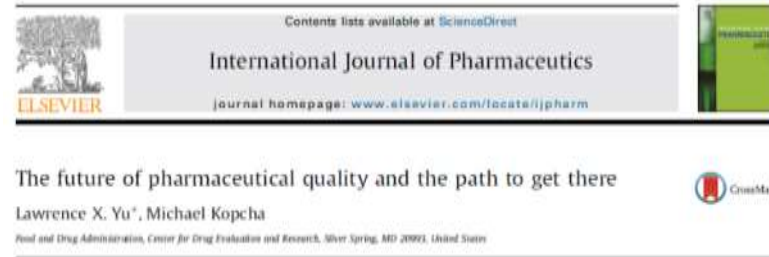 Contents lists available at ScienceDirect
International Journal of Pharmaceutics
journal homepage: www.elsevier.com/locate/ijpharm
ELSEVIER
The future of pharmaceutical quality and the path to get there
CrossMa
Lawrence X. Yu*, Michael Kopcha
Food and Drug Administration, Center for Drug Evaluation and Research, Silver Spring, MD 20993, United States